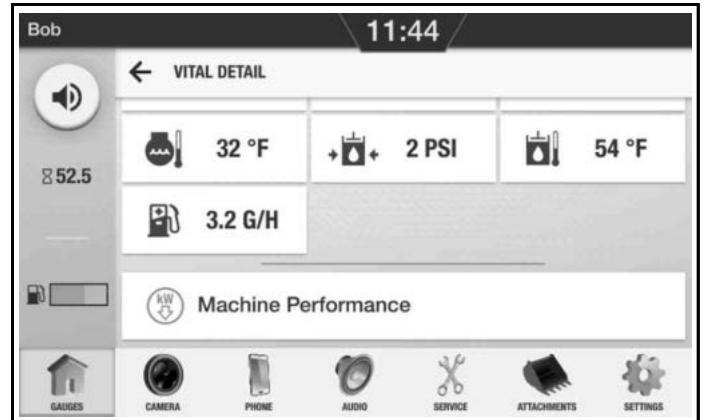 Bob
11:44
VITAL DETAIL
52.5
32 °F
2 PSI
54 °F
3.2 G/H
kW
Machine Performance
GAUGES
CAMERA
PHONE
AUDIO
SERVICE
ATTACHMENTS
SETTINGS